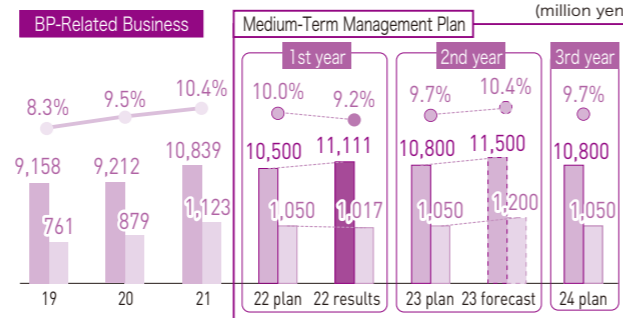 (million yen
BP-Related Business
Medium-Term Management Plan
1st year
2nd year
3rd year
8.3%
9.5%
10.4%
10.0%
9.2%
9.7%
10.4%
9.7%
9,158
9,212
10,839
10,500
11,111
10,800
11,500
10,800
761
879
1,123
1,050
1,017
1,050
1,200
1,050
19
20
21
22 plan
22 results
23 plan
23 forecast
24 plan